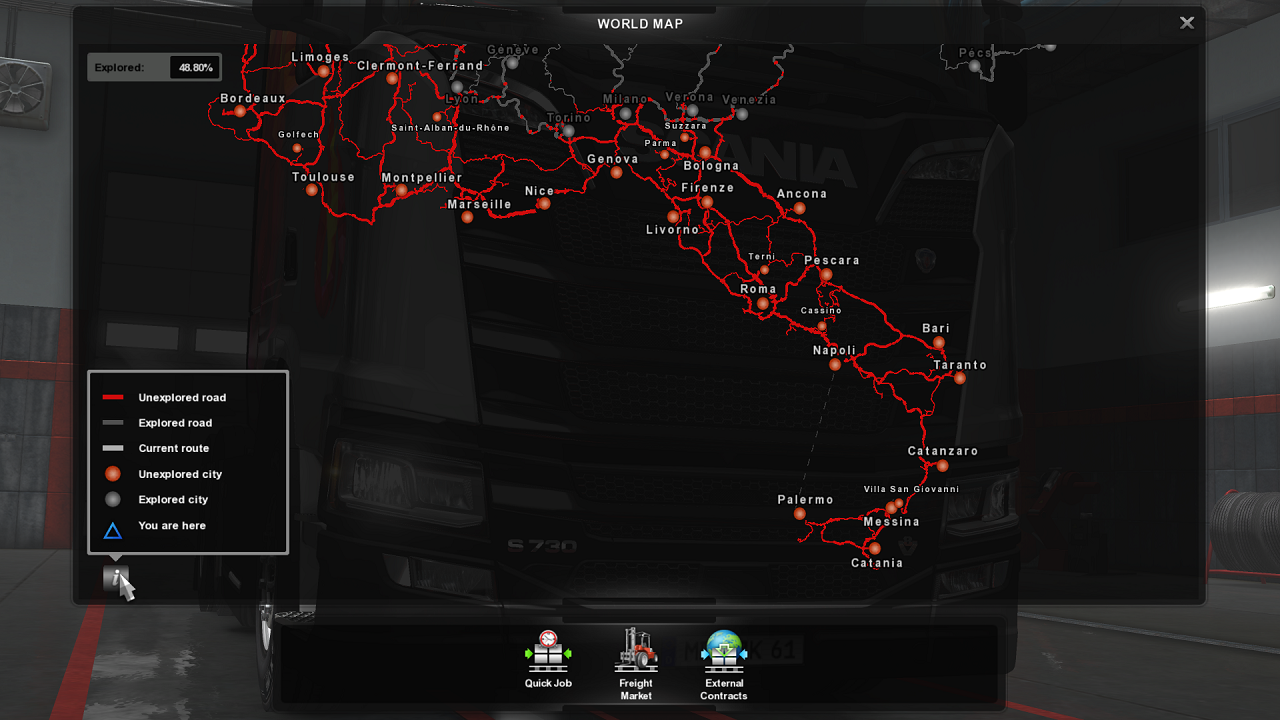 WORLD MAP
Explored: 48.80%
Genève
Pécs
Limoges
Clermont-Ferrand
Lyon
Bordeaux
Milano
Verona
Venezia
Torino
Saint-Alban-du-Rhône
Suzzara
Golfech
Parma
Genova
Bologna
Toulouse
Montpellier
Nice
Firenze
Ancona
Marseille
Livorno
Terni
Pescara
Roma
Cassino
Bari
Napoli
Taranto
Catanzaro
Villa San Giovanni
Palermo
Messina
Catania
SCANIA
S 730
Unexplored road
Explored road
Current route
Unexplored city
Explored city
You are here
i
Quick Job
Freight
Market
External
Contracts